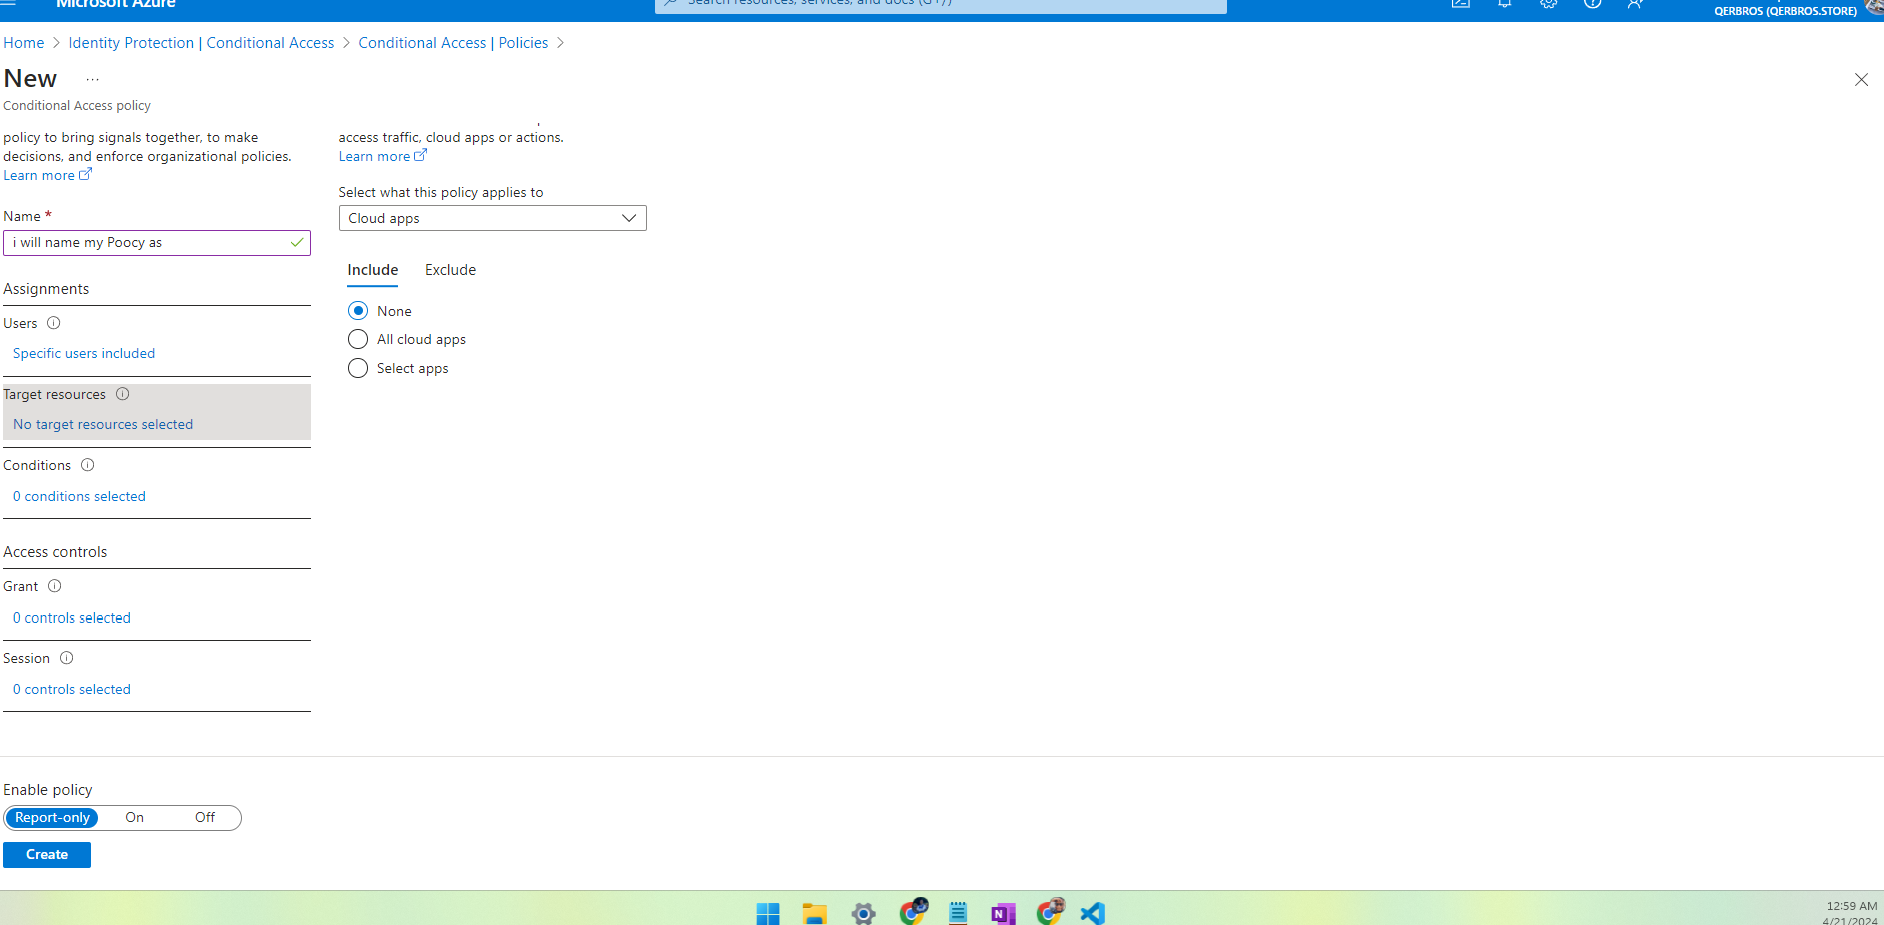 Microsoft Azure
Search resources, services, and docs (G+/)
QERBROS (QERBROS.STORE)
Home > Identity Protection | Conditional Access > Conditional Access | Policies >
New ...
Conditional Access policy
policy to bring signals together, to make
decisions, and enforce organizational policies.
Learn more
Name *
i will name my Poocy as
Assignments
Users
Specific users included
Target resources
No target resources selected
Conditions
0 conditions selected
Access controls
Grant
0 controls selected
Session
0 controls selected
access traffic, cloud apps or actions.
Learn more
Select what this policy applies to
Cloud apps
Include Exclude
None
All cloud apps
Select apps
Enable policy
Report-only On Off
Create
12:59 AM
4/21/2024